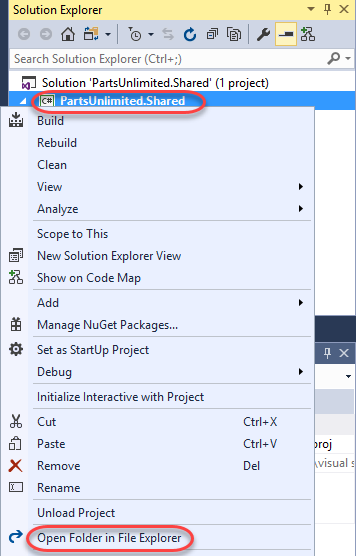 Solution Explorer
Search Solution Explorer (Ctrl+;)
Solution 'PartsUnlimited.Shared' (1 project)
C# PartsUnlimited.Shared
Build
Rebuild
Clean
View
Analyze
Scope to This
New Solution Explorer View
Show on Code Map
Add
Manage NuGet Packages...
Set as StartUp Project
Debug
Initialize Interactive with Project
Cut Ctrl+X
Paste Ctrl+V
proj
Remove Del
\visual s
Rename
Unload Project
Open Folder in File Explorer